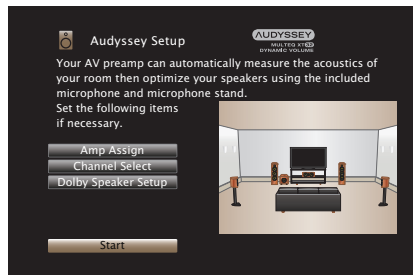 Audyssey Setup
AUDYSSEY
MULTEQ XT32
DYNAMIC VOLUME
Your AV preamp can automatically measure the acoustics of
your room then optimize your speakers using the included
microphone and microphone stand.
Set the following items
if necessary.
Amp Assign
Channel Select
Dolby Speaker Setup
Start